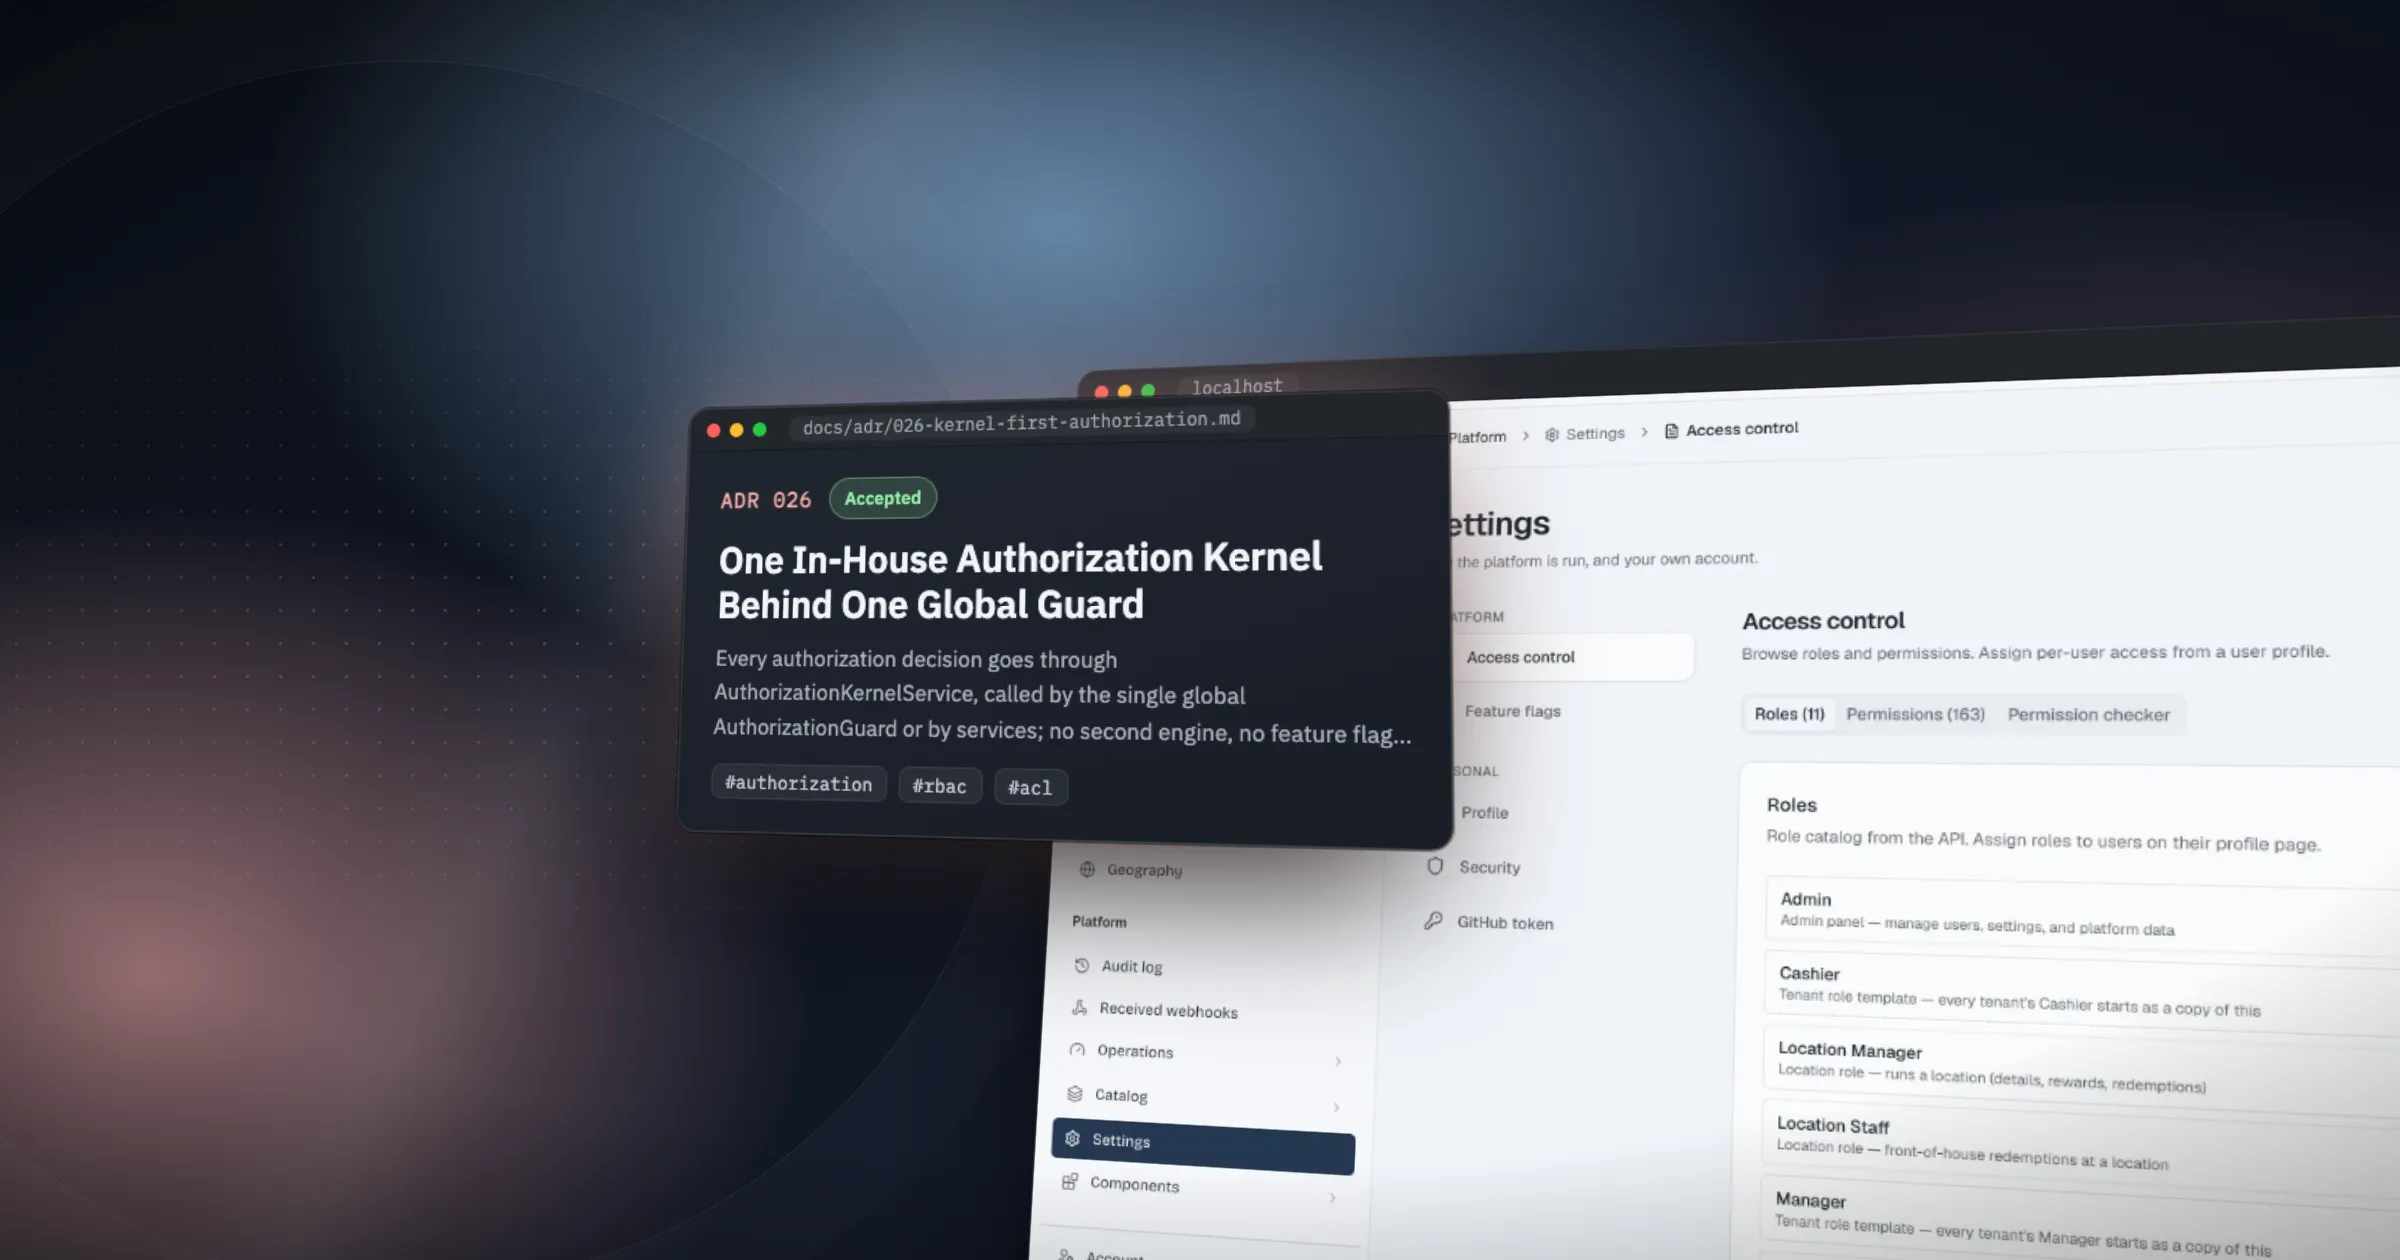 localhost
docs/adr/026-kernel-first-authorization.md
ADR 026
Accepted
One In-House Authorization Kernel
Behind One Global Guard
Every authorization decision goes through
AuthorizationKernelService, called by the single global
AuthorizationGuard or by services; no second engine, no feature flag...
#authorization
#rbac
#acl
Platform > Settings > Access control
ettings
the platform is run, and your own account.
ATFORM
Access control
Feature flags
SONAL
Profile
Security
GitHub token
Geography
Platform
Audit log
Received webhooks
Operations
Catalog
Settings
Components
Access control
Browse roles and permissions. Assign per-user access from a user profile.
Roles (11)
Permissions (163)
Permission checker
Roles
Role catalog from the API. Assign roles to users on their profile page.
Admin
Admin panel — manage users, settings, and platform data
Cashier
Tenant role template — every tenant's Cashier starts as a copy of this
Location Manager
Location role — runs a location (details, rewards, redemptions)
Location Staff
Location role — front-of-house redemptions at a location
Manager
Tenant role template — every tenant's Manager starts as a copy of this